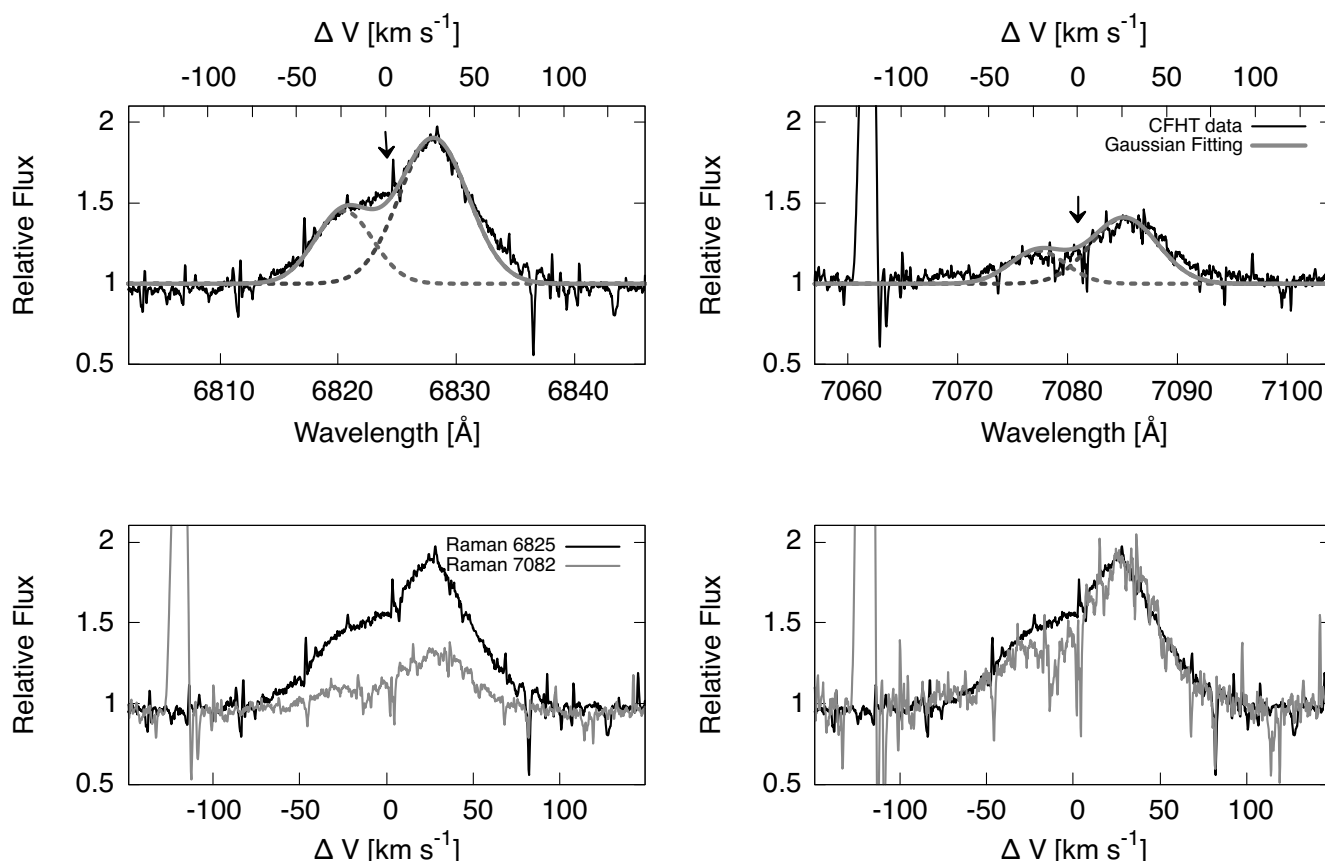 Δ V [km s-1]
-100 -50 0 50 100
2
1.5
1
0.5
Relative Flux
6810 6820 6830 6840
Wavelength [Å]
Δ V [km s-1]
-100 -50 0 50 100
CFHT data
Gaussian Fitting
2
1.5
1
0.5
Relative Flux
7060 7070 7080 7090 7100
Wavelength [Å]
Raman 6825
Raman 7082
2
1.5
1
0.5
Relative Flux
-100 -50 0 50 100
Δ V [km s-1]
2
1.5
1
0.5
Relative Flux
-100 -50 0 50 100
Δ V [km s-1]